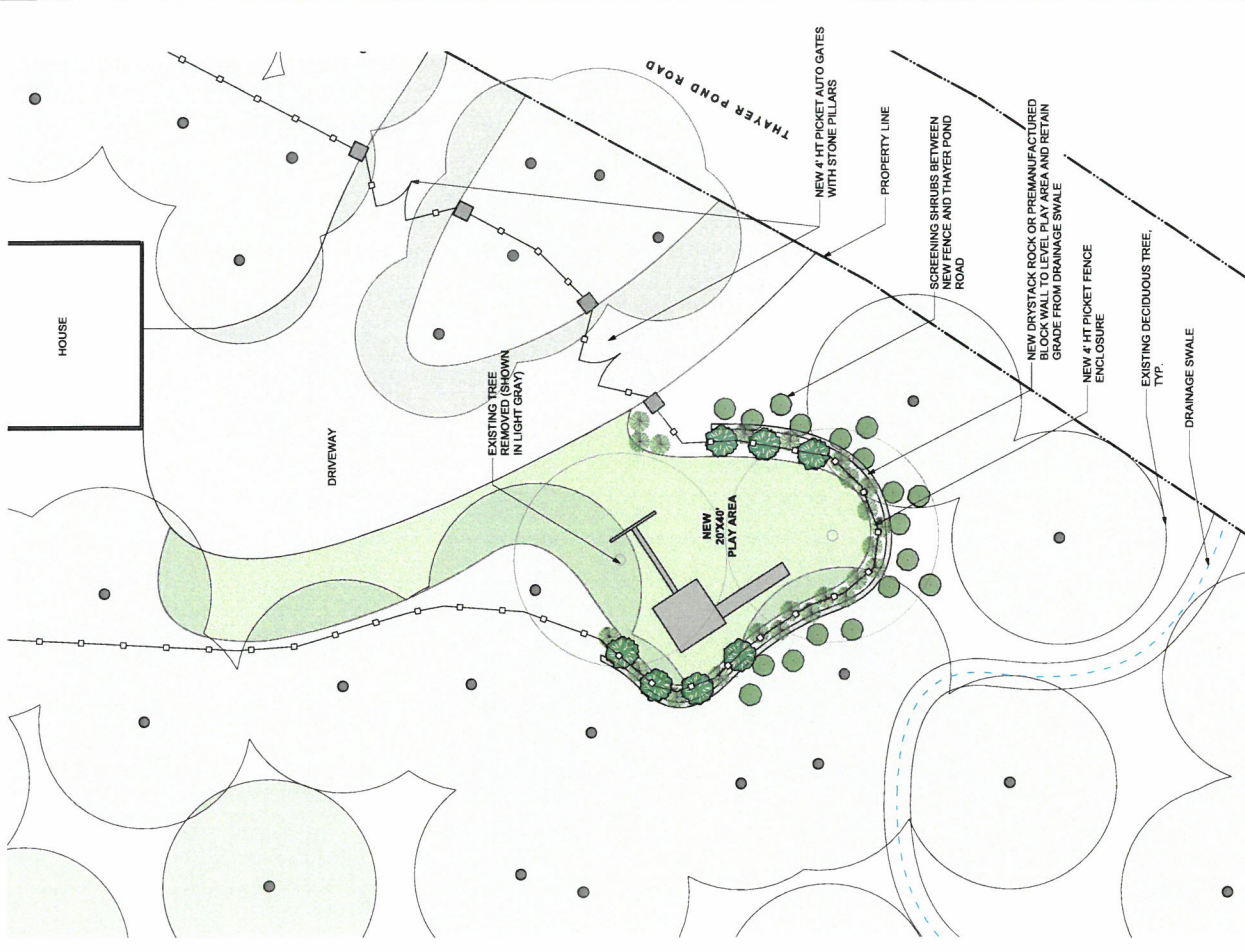 HOUSE
DRIVEWAY
EXISTING TREE
REMOVED (SHOWN
IN LIGHT GRAY)
NEW
20'X40'
PLAY AREA
THAYER POND ROAD
NEW 4' HT PICKET AUTO GATES
WITH STONE PILLARS
PROPERTY LINE
SCREENING SHRUBS BETWEEN
NEW FENCE AND THAYER POND
ROAD
NEW DRYSTACK ROCK OR PREMANUFACTURED
BLOCK WALL TO LEVEL PLAY AREA AND RETAIN
GRADE FROM DRAINAGE SWALE
NEW 4' HT PICKET FENCE
ENCLOSURE
EXISTING DECIDUOUS TREE,
TYP.
DRAINAGE SWALE